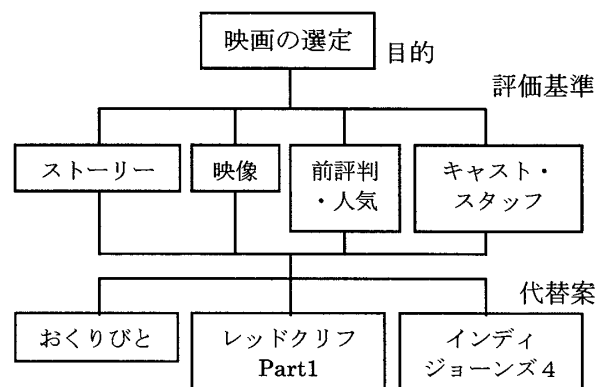 映画の選定
目的
評価基準
ストーリー
映像
前評判
・人気
キャスト・
スタッフ
代替案
おくりびと
レッドクリフ
Part1
インディ
ジョーンズ4